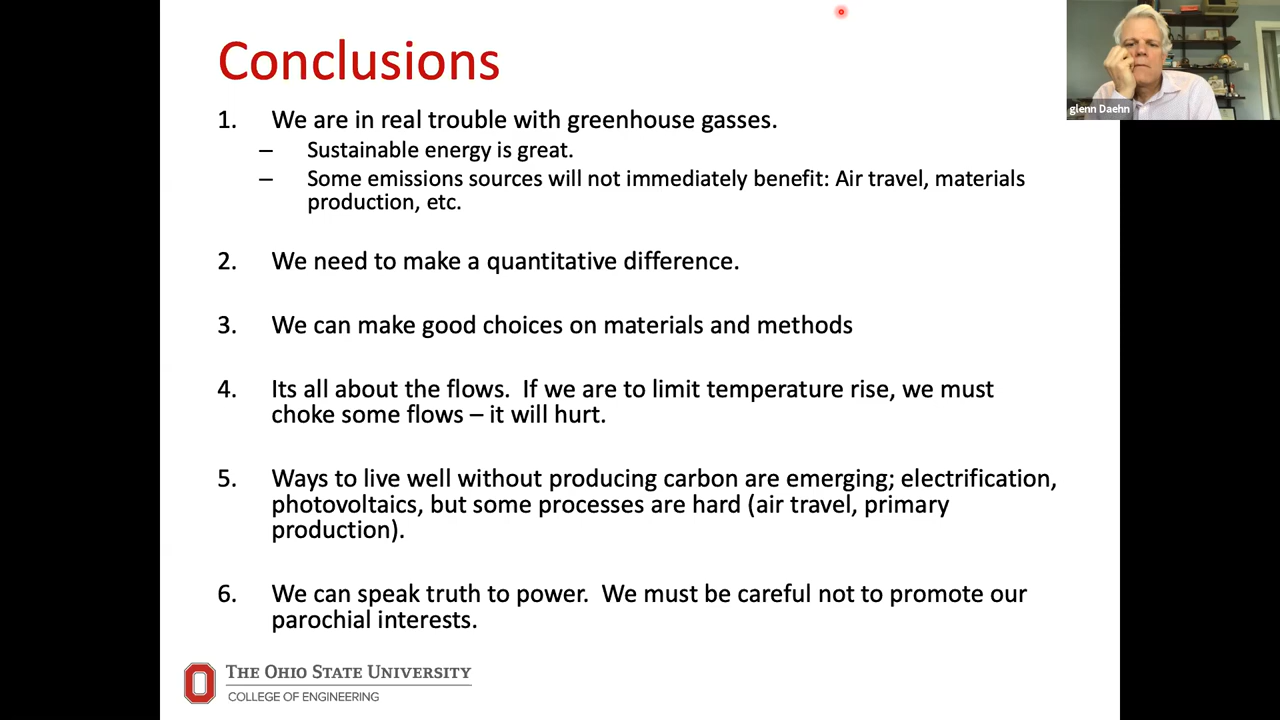 Conclusions
glenn Daehn
1. We are in real trouble with greenhouse gasses.
– Sustainable energy is great.
– Some emissions sources will not immediately benefit: Air travel, materials
production, etc.
2. We need to make a quantitative difference.
3. We can make good choices on materials and methods
4. Its all about the flows.  If we are to limit temperature rise, we must
choke some flows – it will hurt.
5. Ways to live well without producing carbon are emerging; electrification,
photovoltaics, but some processes are hard (air travel, primary
production).
6. We can speak truth to power.  We must be careful not to promote our
parochial interests.
THE OHIO STATE UNIVERSITY
COLLEGE OF ENGINEERING